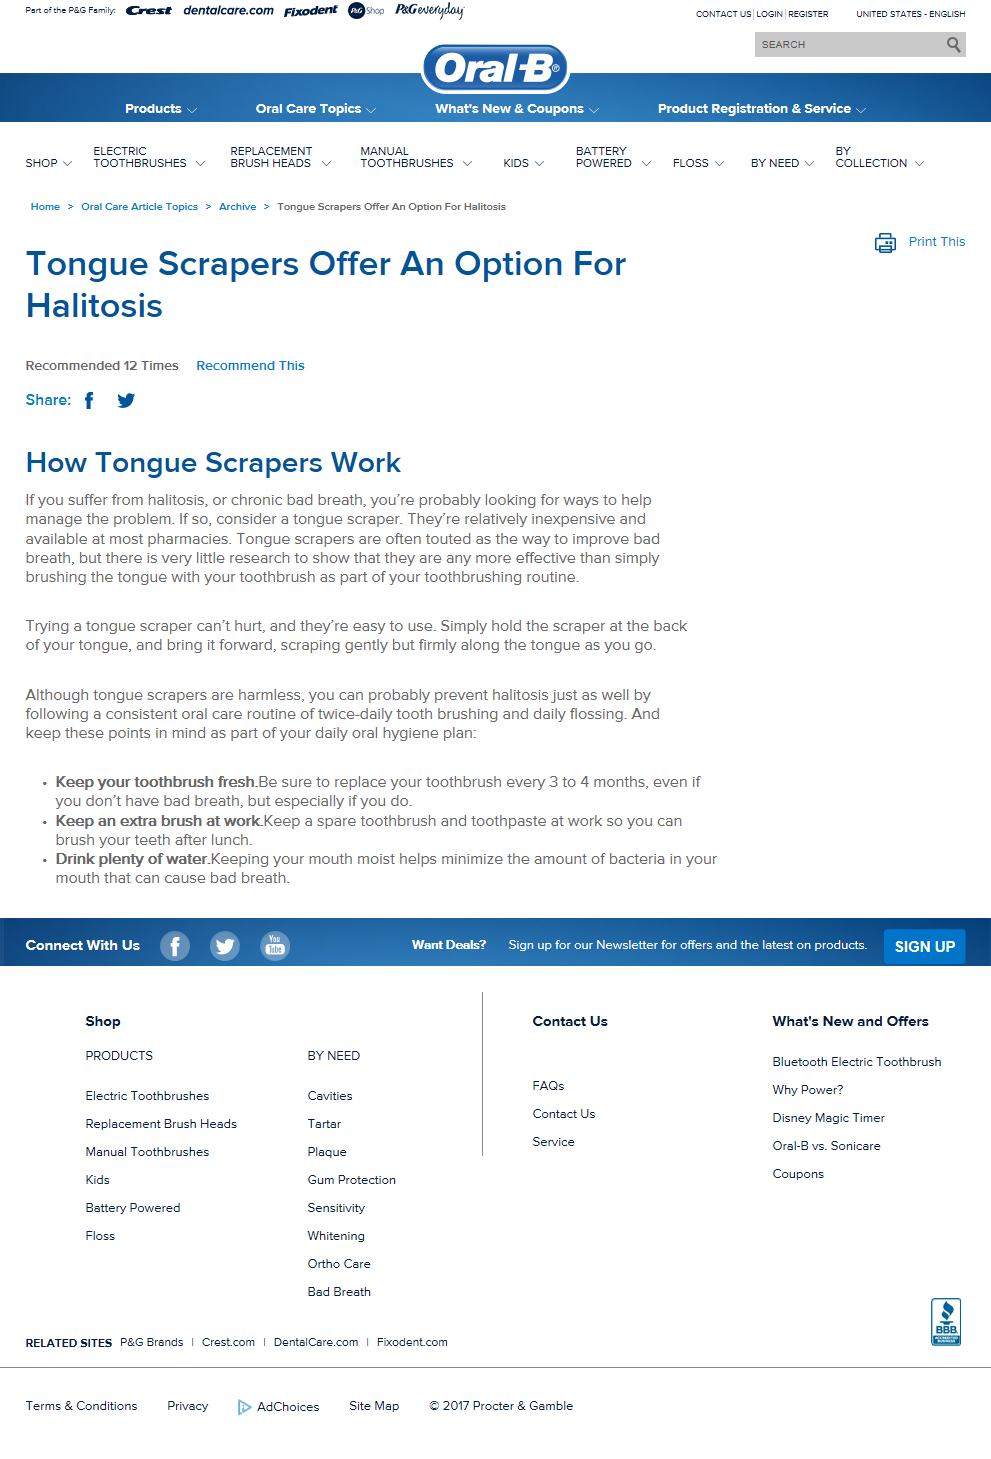 Part of the P&G Family: Crest dentalcare.com Fixodent P&G Shop P&G everyday
CONTACT US | LOGIN | REGISTER UNITED STATES - ENGLISH
SEARCH
Oral-B®
Products Oral Care Topics What's New & Coupons Product Registration & Service
SHOP ELECTRIC TOOTHBRUSHES REPLACEMENT BRUSH HEADS MANUAL TOOTHBRUSHES KIDS BATTERY POWERED FLOSS BY NEED BY COLLECTION
Home > Oral Care Article Topics > Archive > Tongue Scrapers Offer An Option For Halitosis
Print This
Tongue Scrapers Offer An Option For
Halitosis
Recommended 12 Times Recommend This
Share:
How Tongue Scrapers Work
If you suffer from halitosis, or chronic bad breath, you’re probably looking for ways to help
manage the problem. If so, consider a tongue scraper. They’re relatively inexpensive and
available at most pharmacies. Tongue scrapers are often touted as the way to improve bad
breath, but there is very little research to show that they are any more effective than simply
brushing the tongue with your toothbrush as part of your toothbrushing routine.
Trying a tongue scraper can’t hurt, and they’re easy to use. Simply hold the scraper at the back
of your tongue, and bring it forward, scraping gently but firmly along the tongue as you go.
Although tongue scrapers are harmless, you can probably prevent halitosis just as well by
following a consistent oral care routine of twice-daily tooth brushing and daily flossing. And
keep these points in mind as part of your daily oral hygiene plan:
• Keep your toothbrush fresh.Be sure to replace your toothbrush every 3 to 4 months, even if
you don’t have bad breath, but especially if you do.
• Keep an extra brush at work.Keep a spare toothbrush and toothpaste at work so you can
brush your teeth after lunch.
• Drink plenty of water.Keeping your mouth moist helps minimize the amount of bacteria in your
mouth that can cause bad breath.
Connect With Us You Tube Want Deals? Sign up for our Newsletter for offers and the latest on products. SIGN UP
Shop
PRODUCTS
Electric Toothbrushes
Replacement Brush Heads
Manual Toothbrushes
Kids
Battery Powered
Floss
BY NEED
Cavities
Tartar
Plaque
Gum Protection
Sensitivity
Whitening
Ortho Care
Bad Breath
Contact Us
FAQs
Contact Us
Service
What's New and Offers
Bluetooth Electric Toothbrush
Why Power?
Disney Magic Timer
Oral-B vs. Sonicare
Coupons
BBB
ACCREDITED
BUSINESS
RELATED SITES P&G Brands | Crest.com | DentalCare.com | Fixodent.com
Terms & Conditions Privacy AdChoices Site Map © 2017 Procter & Gamble